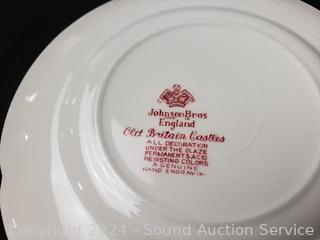 Johnson Bros
England
Old Britain Castles
ALL DECORATION
UNDER THE GLAZE
PERMANENT & ACID
RESISTING COLORS
A GENUINE
HAND ENGRAVING
Copyright 2024 - Sound Auction Service